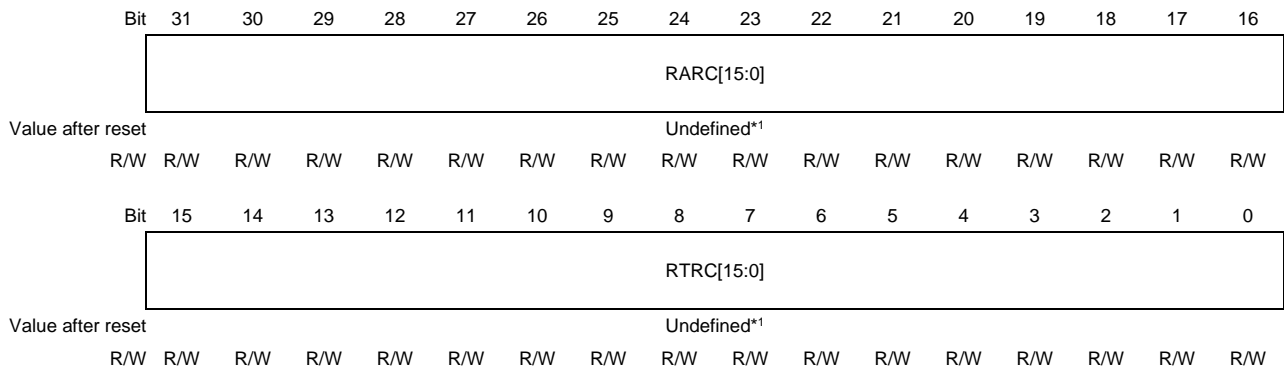 Bit 31 30 29 28 27 26 25 24 23 22 21 20 19 18 17 16
RARC[15:0]
Value after reset Undefined*1
R/W R/W R/W R/W R/W R/W R/W R/W R/W R/W R/W R/W R/W R/W R/W R/W R/W
Bit 15 14 13 12 11 10 9 8 7 6 5 4 3 2 1 0
RTRC[15:0]
Value after reset Undefined*1
R/W R/W R/W R/W R/W R/W R/W R/W R/W R/W R/W R/W R/W R/W R/W R/W R/W